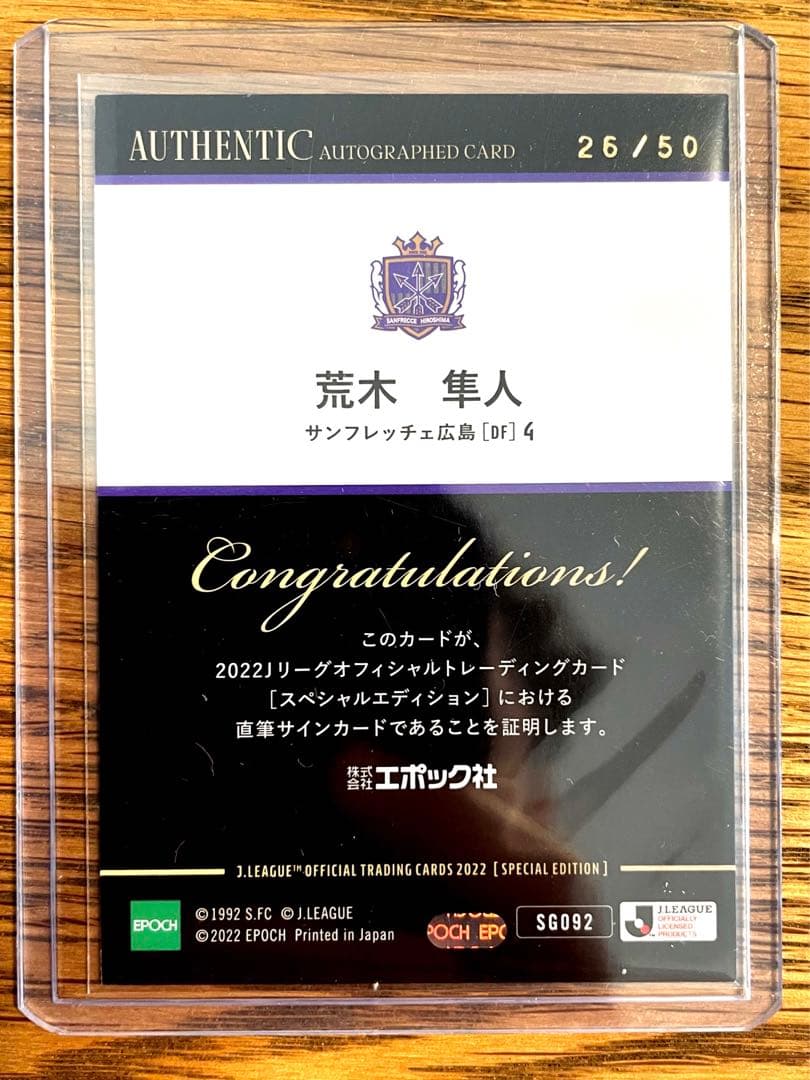 AUTHENTIC AUTOGRAPHED CARD 26/50
SANFRECCE HIROSHIMA
荒木 隼人
サンフレッチェ広島 [DF] 4
Congratulations!
このカードが、
2022Jリーグオフィシャルトレーディングカード
[スペシャルエディション] における
直筆サインカードであることを証明します。
株式会社 エポック社
J.LEAGUE™ OFFICIAL TRADING CARDS 2022 [SPECIAL EDITION]
EPOCH
©1992 S.FC ©J.LEAGUE
©2022 EPOCH Printed in Japan
SG092
J.LEAGUE
OFFICIALLY
LICENSED
PRODUCTS